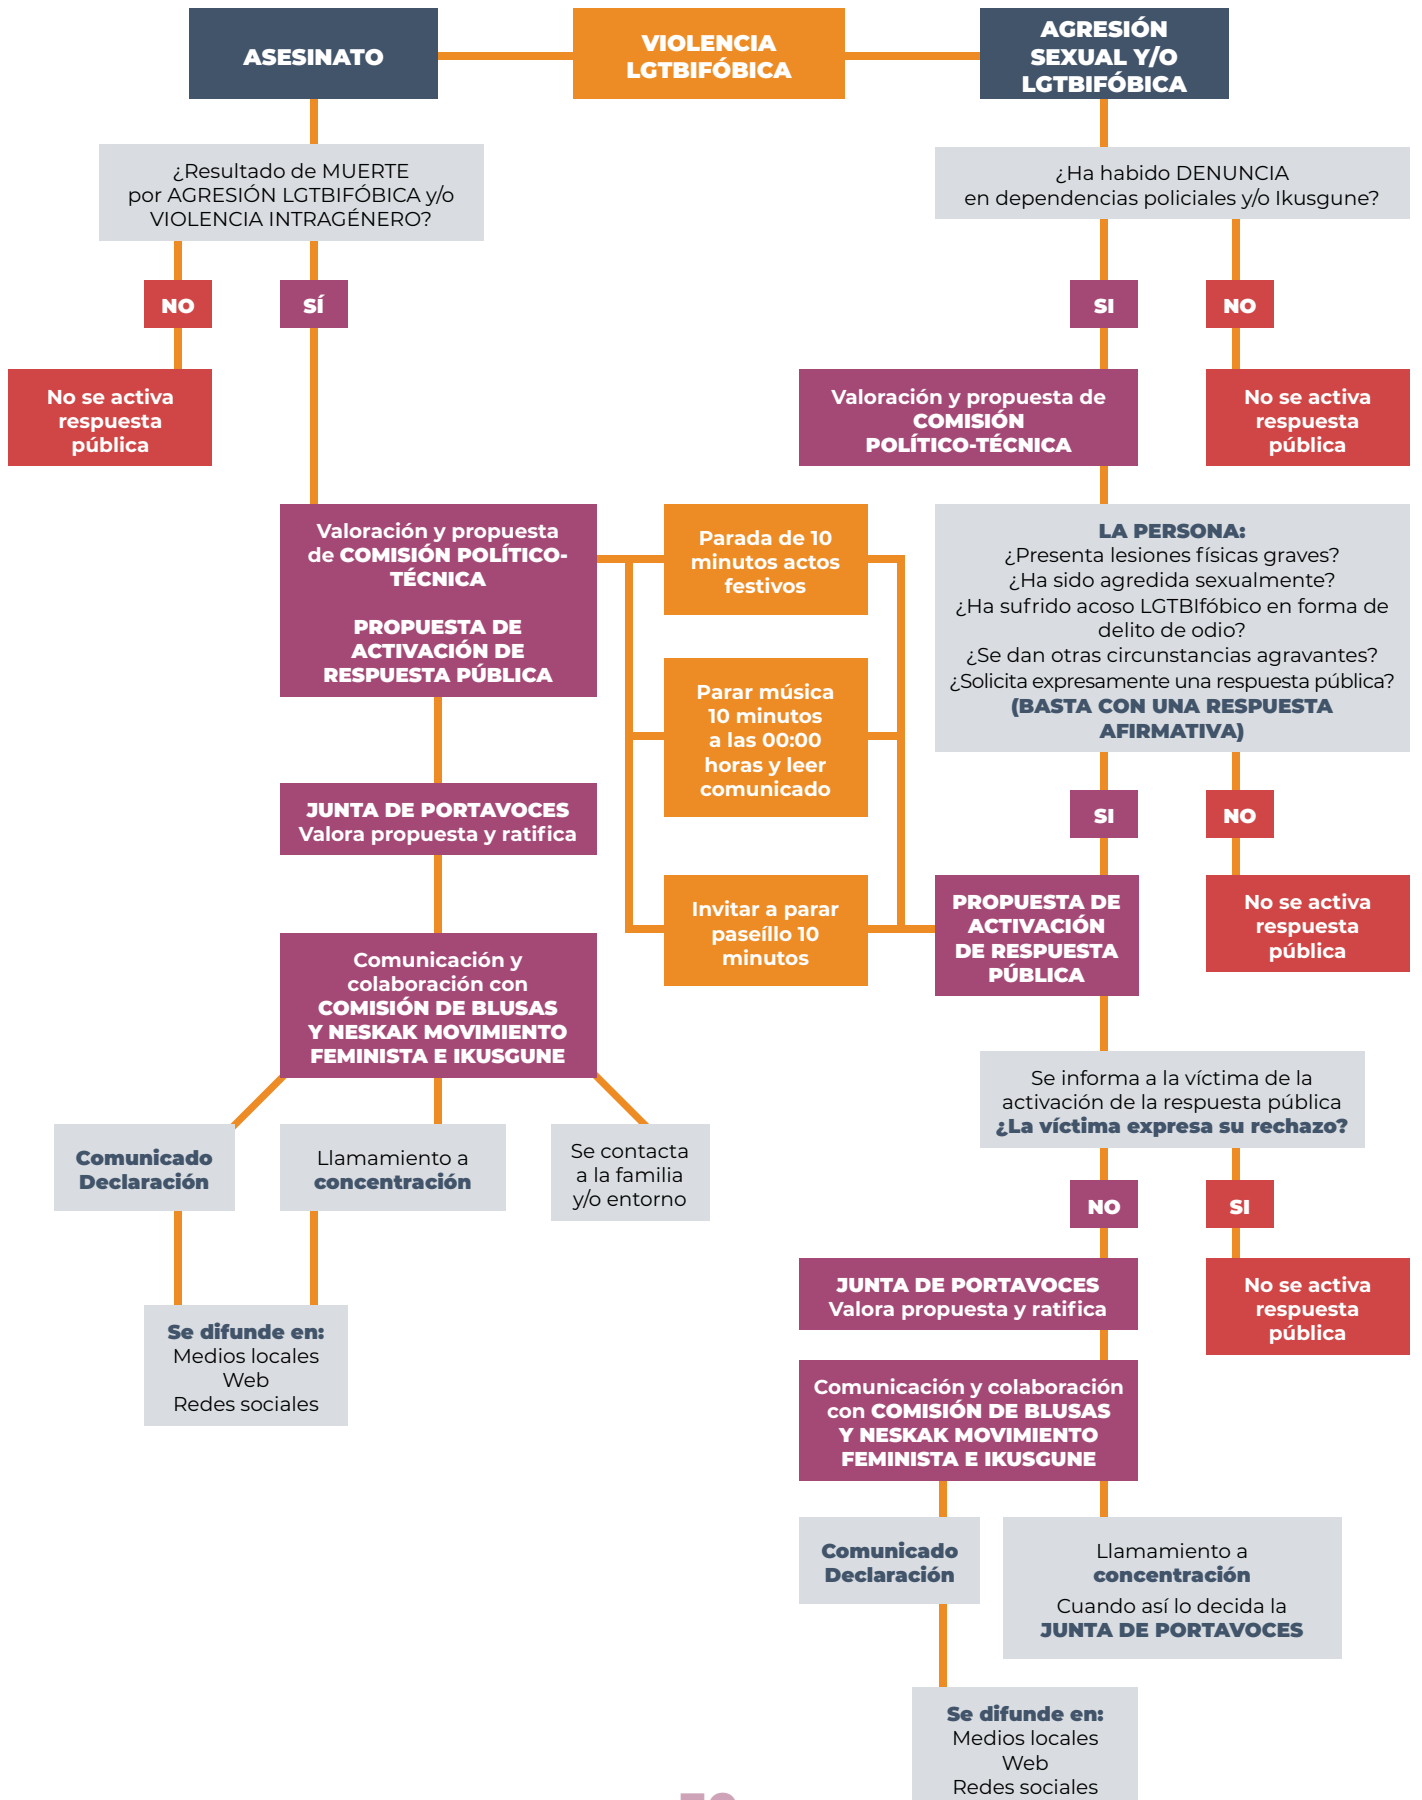 ASESINATO
VIOLENCIA
LGTBIFÓBICA
AGRESIÓN
SEXUAL Y/O
LGTBIFÓBICA
¿Resultado de MUERTE
por AGRESIÓN LGTBIFÓBICA y/o
VIOLENCIA INTRAGÉNERO?
¿Ha habido DENUNCIA
en dependencias policiales y/o Ikusgune?
NO
SÍ
SI
NO
No se activa
respuesta
pública
Valoración y propuesta de
COMISIÓN
POLÍTICO-TÉCNICA
No se activa
respuesta
pública
Valoración y propuesta
de COMISIÓN POLÍTICO-
TÉCNICA
PROPUESTA DE
ACTIVACIÓN DE
RESPUESTA PÚBLICA
Parada de 10
minutos actos
festivos
Parar música
10 minutos
a las 00:00
horas y leer
comunicado
Invitar a parar
paseíllo 10
minutos
LA PERSONA:
¿Presenta lesiones físicas graves?
¿Ha sido agredida sexualmente?
¿Ha sufrido acoso LGTBIfóbico en forma de
delito de odio?
¿Se dan otras circunstancias agravantes?
¿Solicita expresamente una respuesta pública?
(BASTA CON UNA RESPUESTA
AFIRMATIVA)
SI
NO
JUNTA DE PORTAVOCES
Valora propuesta y ratifica
PROPUESTA DE
ACTIVACIÓN
DE RESPUESTA
PÚBLICA
No se activa
respuesta
pública
Comunicación y
colaboración con
COMISIÓN DE BLUSAS
Y NESKAK MOVIMIENTO
FEMINISTA E IKUSGUNE
Se informa a la víctima de la
activación de la respuesta pública
¿La víctima expresa su rechazo?
Comunicado
Declaración
Llamamiento a
concentración
Se contacta
a la familia
y/o entorno
NO
SI
JUNTA DE PORTAVOCES
Valora propuesta y ratifica
No se activa
respuesta
pública
Se difunde en:
Medios locales
Web
Redes sociales
Comunicación y colaboración
con COMISIÓN DE BLUSAS
Y NESKAK MOVIMIENTO
FEMINISTA E IKUSGUNE
Comunicado
Declaración
Llamamiento a
concentración
Cuando así lo decida la
JUNTA DE PORTAVOCES
Se difunde en:
Medios locales
Web
Redes sociales